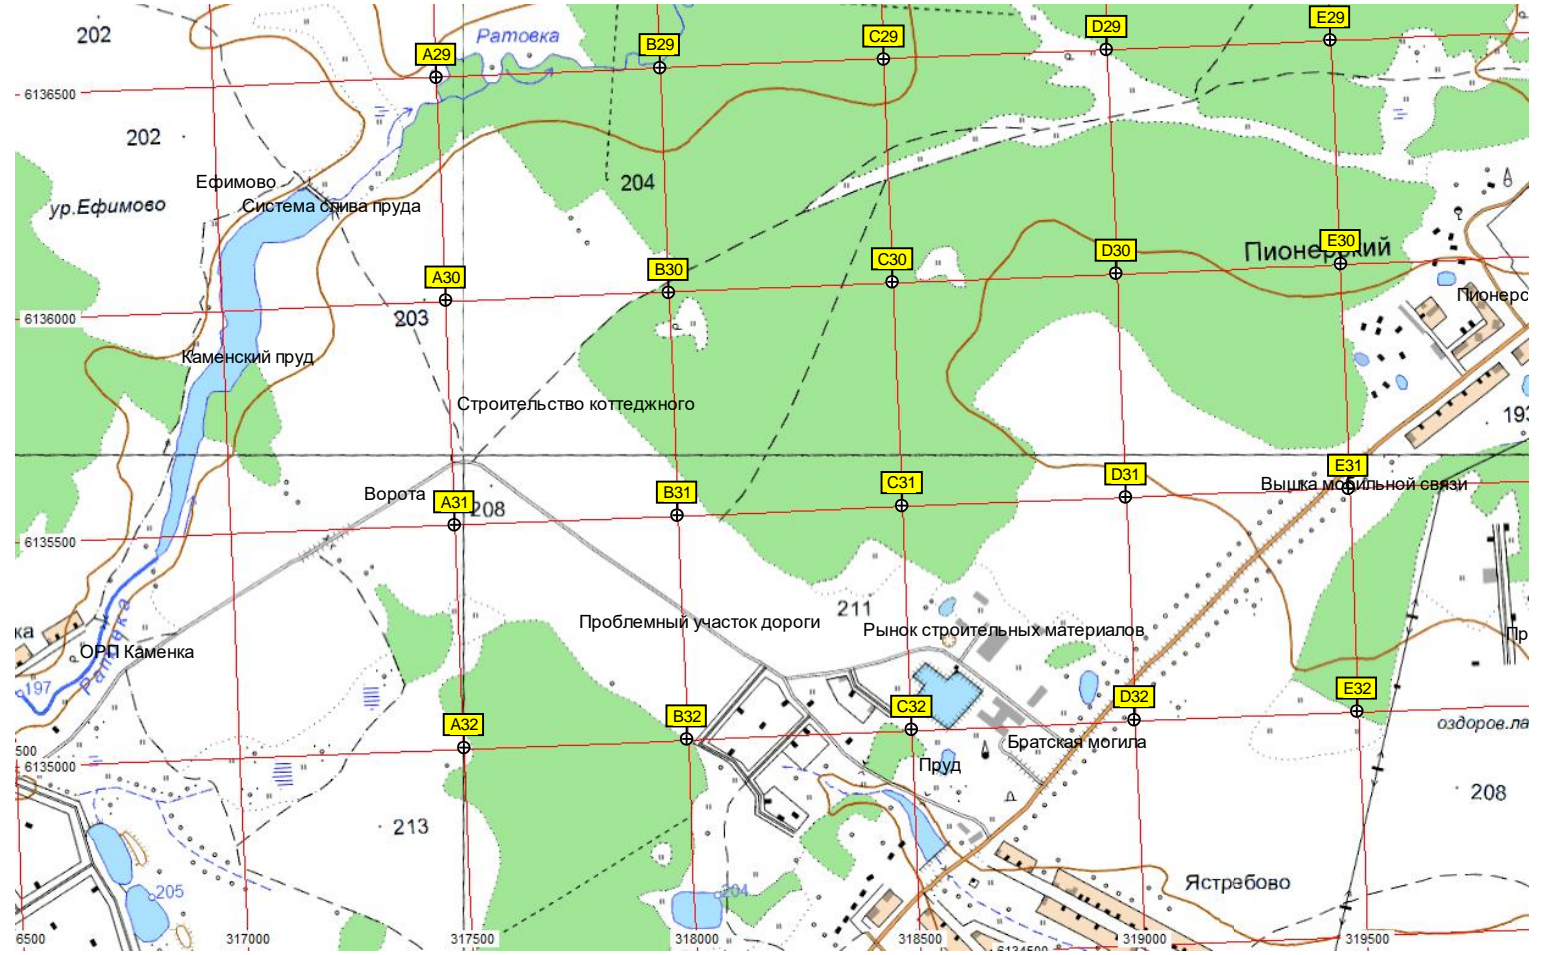 202
Ратовка
A29
B29
C29
D29
E29
6136500
202
Ефимово
204
ур.Ефимово
Система слива пруда
A30
B30
C30
D30
E30
Пионерский
6136000
203
Пионерс
Каменский пруд
Строительство коттеджного
193
Ворота
A31
208
B31
C31
D31
E31
Вышка мобильной связи
6135500
211
Проблемный участок дороги
Рынок строительных материалов
ка
ОРП Каменка
Ратовка
Пр
197
A32
B32
C32
D32
E32
оздоров.ла
Братская могила
500
6135000
Пруд
208
213
205
204
Ястребово
6500
317000
317500
318000
318500
6134500
319000
319500